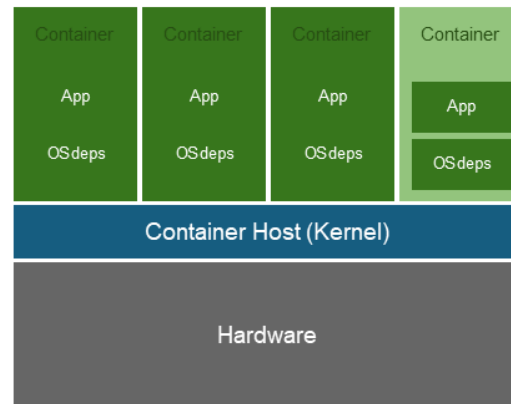 Container Container Container Container
App App App App
OSdeps OSdeps OSdeps OSdeps
Container Host (Kernel)
Hardware